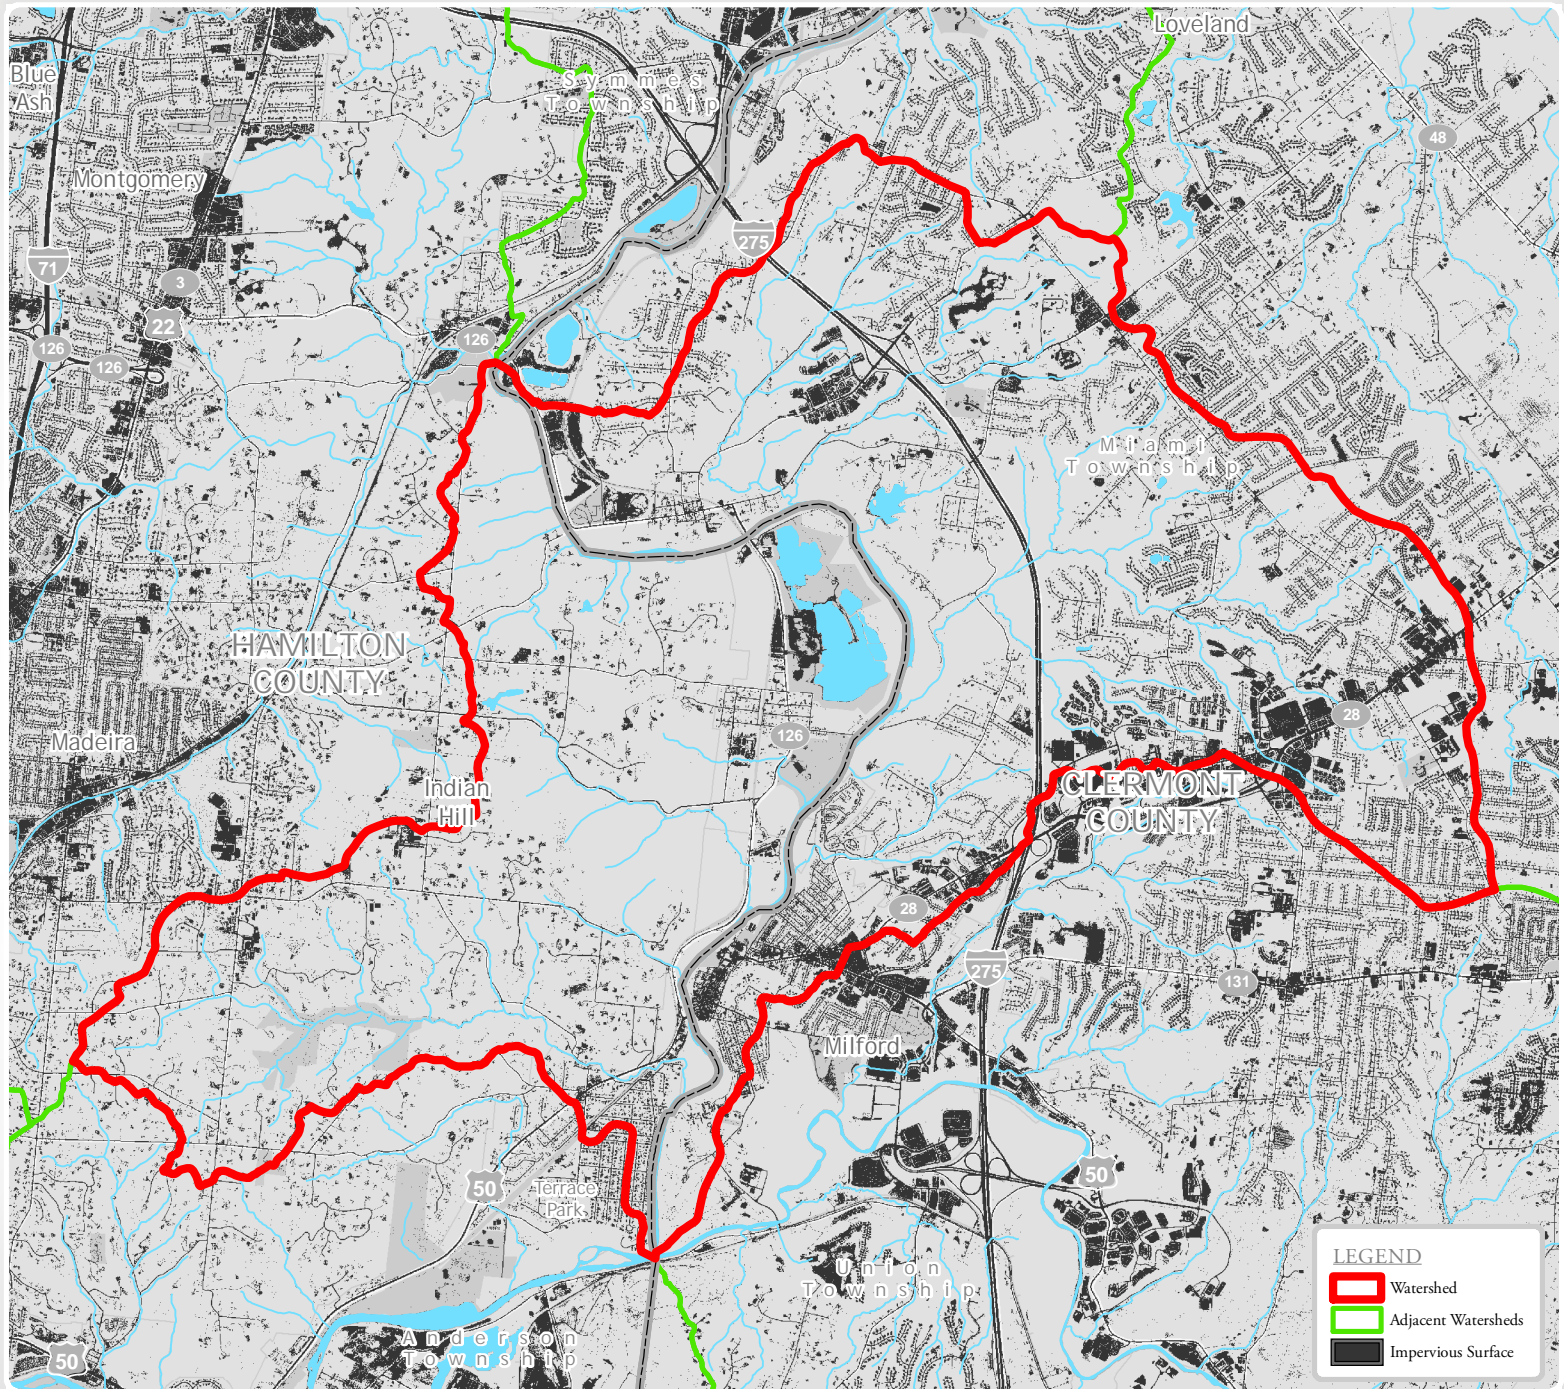 Loveland
Blue
Ash
Symmes
Township
48
Montgomery
275
71
3
22
126
126
126
Miami
Township
HAMILTON
COUNTY
28
126
Madeira
Indian
Hill
CLERMONT
COUNTY
28
275
131
Milford
50
50
Terrace
Park
Union
Township
Anderson
Township
50
LEGEND
Watershed
Adjacent Watersheds
Impervious Surface